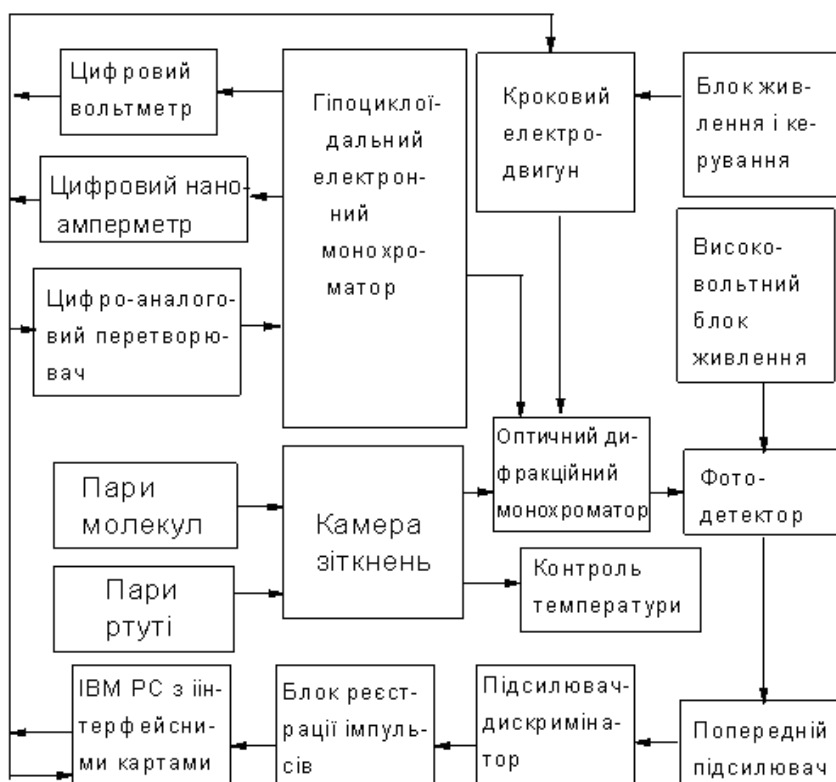 Цифровий
вольтметр
Цифровий нано-
амперметр
Цифро-аналого-
вий перетворю-
вач
Гіпоциклої-
дальний
електрон-
ний
монохро-
матор
Кроковий
електро-
двигун
Блок жив-
лення і ке-
рування
Високо-
вольтний
блок
живлення
Пари
молекул
Пари
ртуті
Камера
зіткнень
Оптичний ди-
фракційний
монохроматор
Фото-
детектор
Контроль
температури
IBM PC з іін-
терфейсни-
ми картами
Блок реєст-
рації імпуль-
сів
Підсилювач-
дискриміна-
тор
Попередній
підсилювач